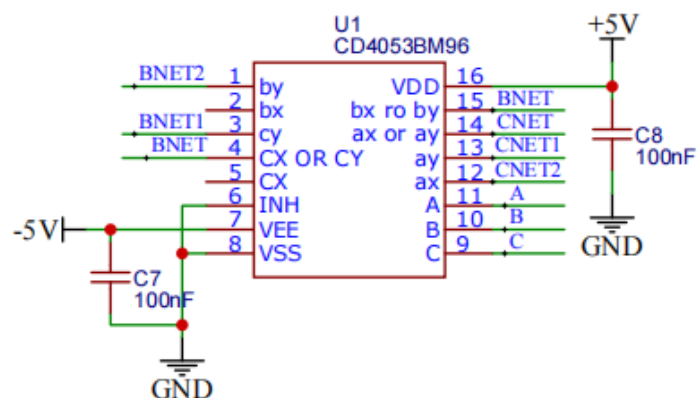 U1
CD4053BM96
+5V
BNET2 1 by VDD 16
2 bx bx ro by 15 BNET
BNET1 3 cy ax or ay 14 CNET
BNET 4 CX OR CY ay 13 CNET1
5 CX ax 12 CNET2
6 INH A 11 A
-5V 7 VEE B 10 B
8 VSS C 9 C
C8
100nF
GND
C7
100nF
GND